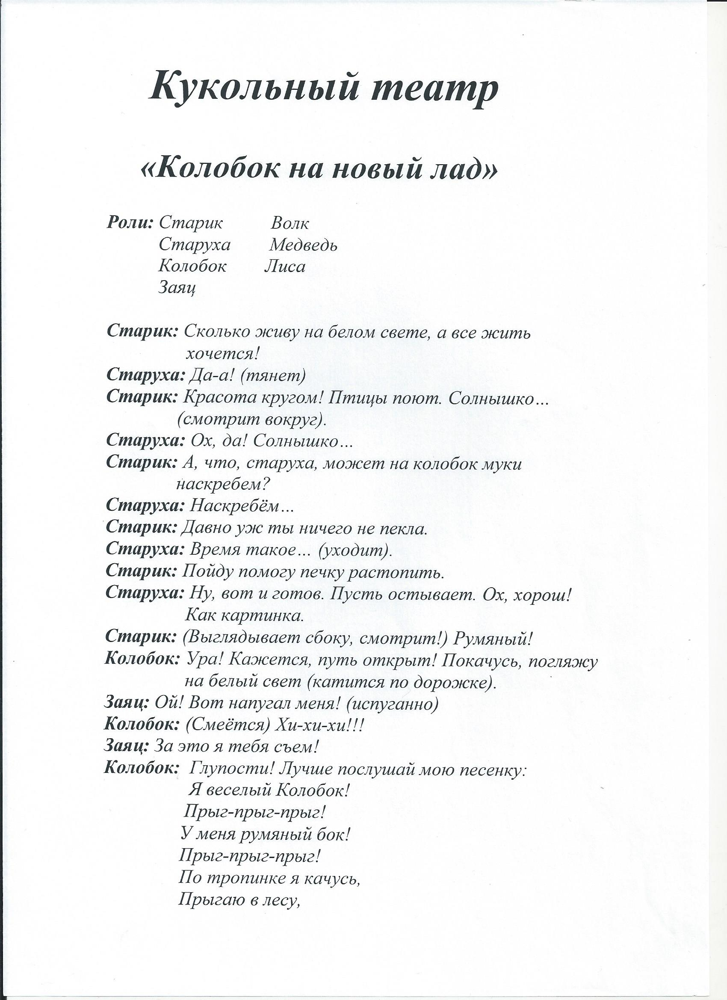 Кукольный театр
«Колобок на новый лад»
Роли: Старик Волк
Старуха Медведь
Колобок Лиса
Заяц
Старик: Сколько живу на белом свете, а все жить
хочется!
Старуха: Да-а! (тянет)
Старик: Красота кругом! Птицы поют. Солнышко…
(смотрит вокруг).
Старуха: Ох, да! Солнышко…
Старик: А, что, старуха, может на колобок муки
наскребем?
Старуха: Наскребём…
Старик: Давно уж ты ничего не пекла.
Старуха: Время такое… (уходит).
Старик: Пойду помогу печку растопить.
Старуха: Ну, вот и готов. Пусть остывает. Ох, хорош!
Как картинка.
Старик: (Выглядывает сбоку, смотрит!) Румяный!
Колобок: Ура! Кажется, путь открыт! Покачусь, погляжу
на белый свет (катится по дорожке).
Заяц: Ой! Вот напугал меня! (испуганно)
Колобок: (Смеётся) Хи-хи-хи!!!
Заяц: За это я тебя съем!
Колобок: Глупости! Лучше послушай мою песенку:
Я веселый Колобок!
Прыг-прыг-прыг!
У меня румяный бок!
Прыг-прыг-прыг!
По тропинке я качусь,
Прыгаю в лесу,